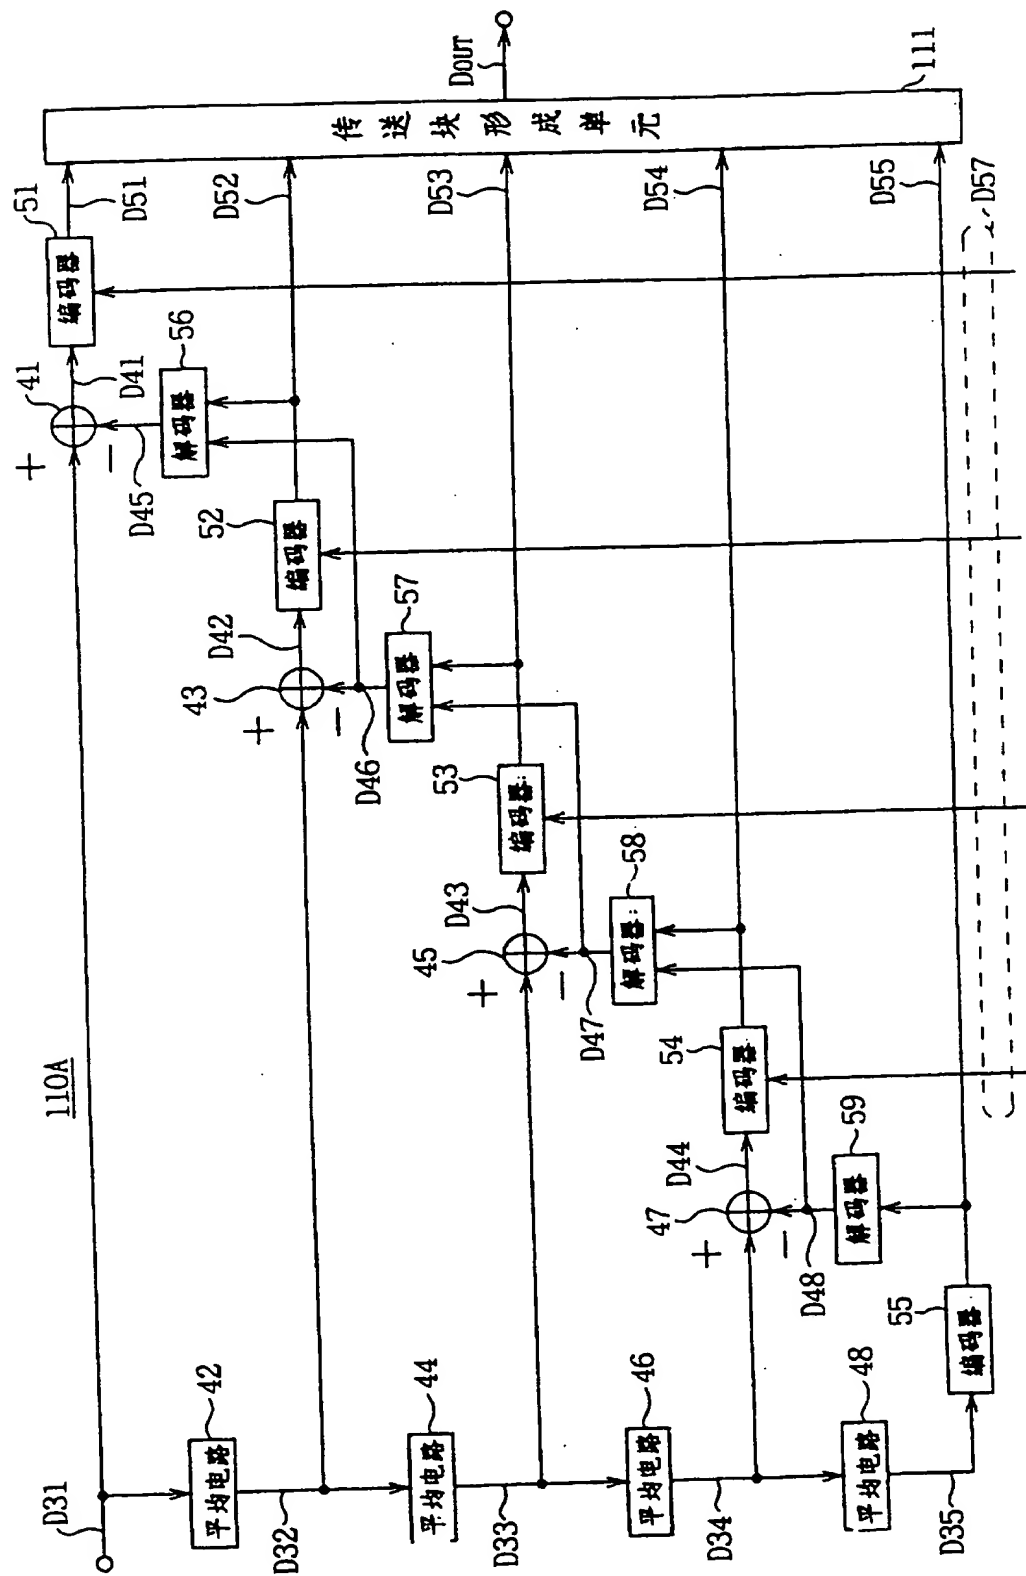 110A
D31
平均电路
42
D32
平均电路
44
D33
平均电路
46
D34
平均电路
48
D35
+
41
−
D41
D45
编码器
51
D51
解码器
56
+
43
−
D42
D46
编码器
52
D52
解码器
57
+
45
−
D43
D47
编码器
53
D53
解码器
58
+
47
−
D44
D48
编码器
54
D54
解码器
59
编码器
55
D55
D57
传送块形成单元
111
DOUT